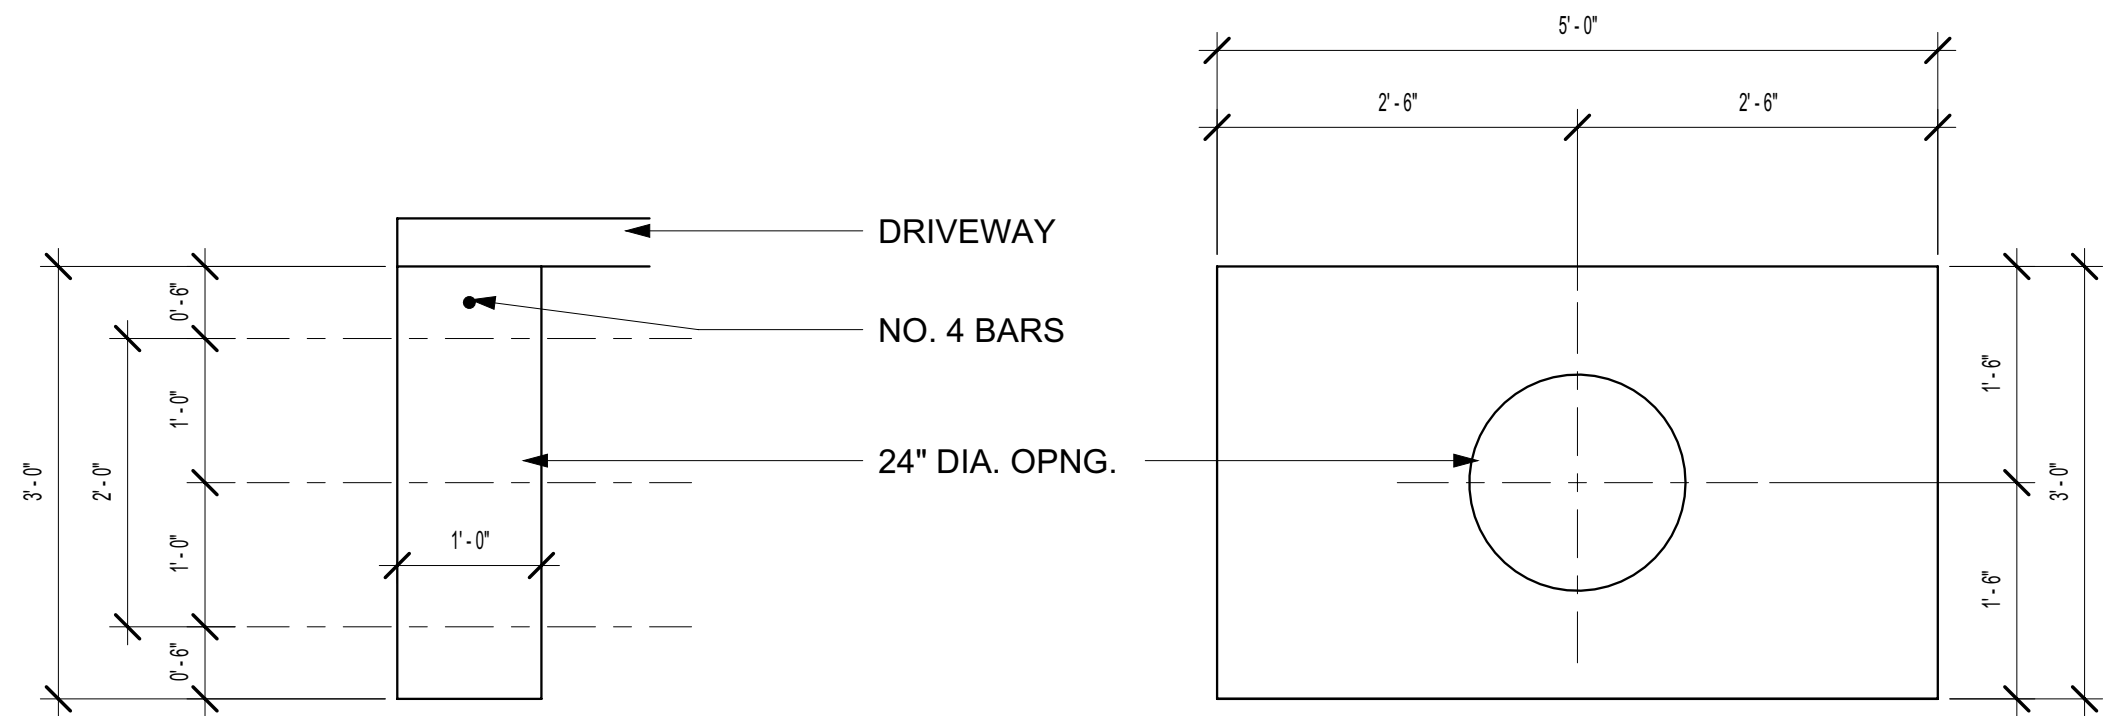 5' - 0"
2' - 6"
2' - 6"
DRIVEWAY
NO. 4 BARS
24" DIA. OPNG.
0' - 6"
1' - 0"
3' - 0"
2' - 0"
1' - 0"
1' - 0"
0' - 6"
1' - 6"
3' - 0"
1' - 6"